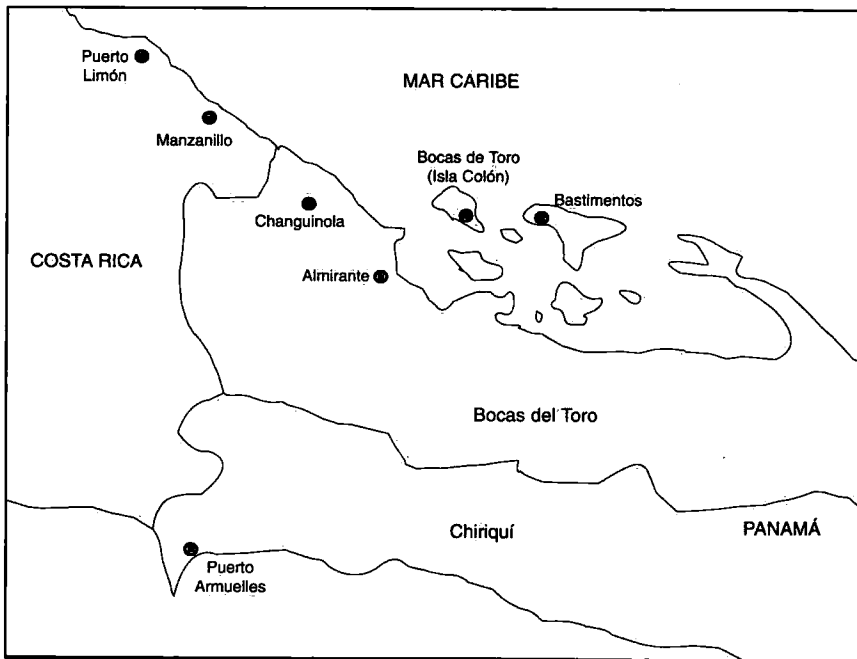 Puerto
Limón
MAR CARIBE
Manzanillo
Bocas de Toro
(Isla Colón)
Bastimentos
Changuinola
COSTA RICA
Almirante
Bocas del Toro
Chiriquí
PANAMÁ
Puerto
Armuelles